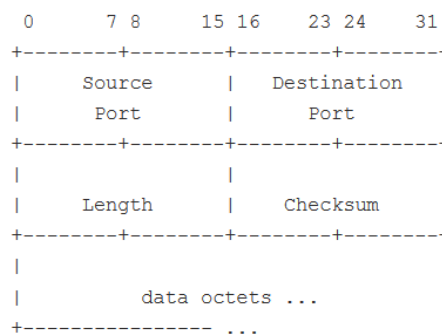 0      7 8     15 16    23 24    31
+--------+--------+--------+--------+
|     Source      |   Destination
|      Port       |      Port
+--------+--------+--------+--------+
|                 |
|     Length      |    Checksum
+--------+--------+--------+--------+
|
|          data octets ...
+---------------- ...